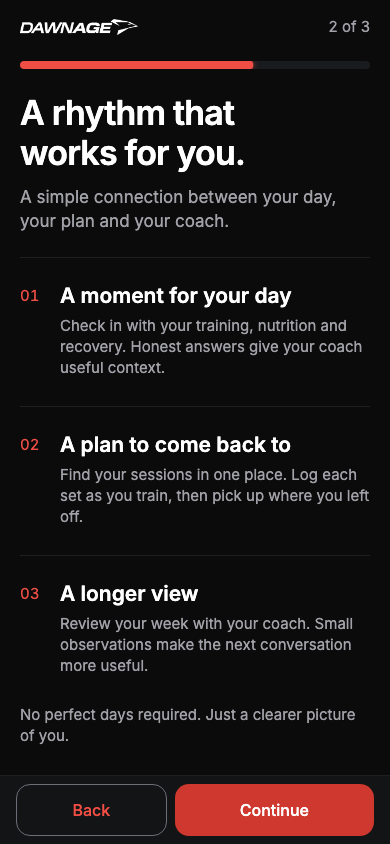 DAWNAGE
2 of 3
A rhythm that
works for you.
A simple connection between your day,
your plan and your coach.
01
A moment for your day
Check in with your training, nutrition and
recovery. Honest answers give your coach
useful context.
02
A plan to come back to
Find your sessions in one place. Log each
set as you train, then pick up where you left
off.
03
A longer view
Review your week with your coach. Small
observations make the next conversation
more useful.
No perfect days required. Just a clearer picture
of you.
Back
Continue